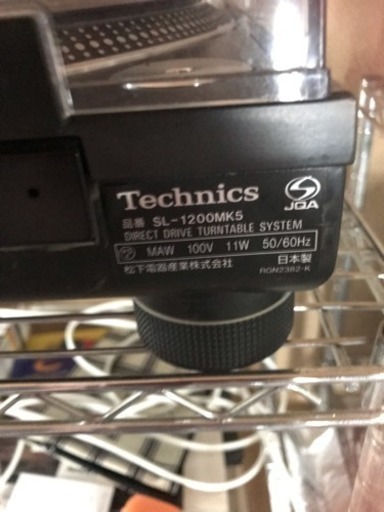 Technics
JQA
品番 SL-1200MK5
DIRECT DRIVE TURNTABLE SYSTEM
MAW 100V 11W 50/60Hz
松下電器産業株式会社 日本製
RGN2382-K